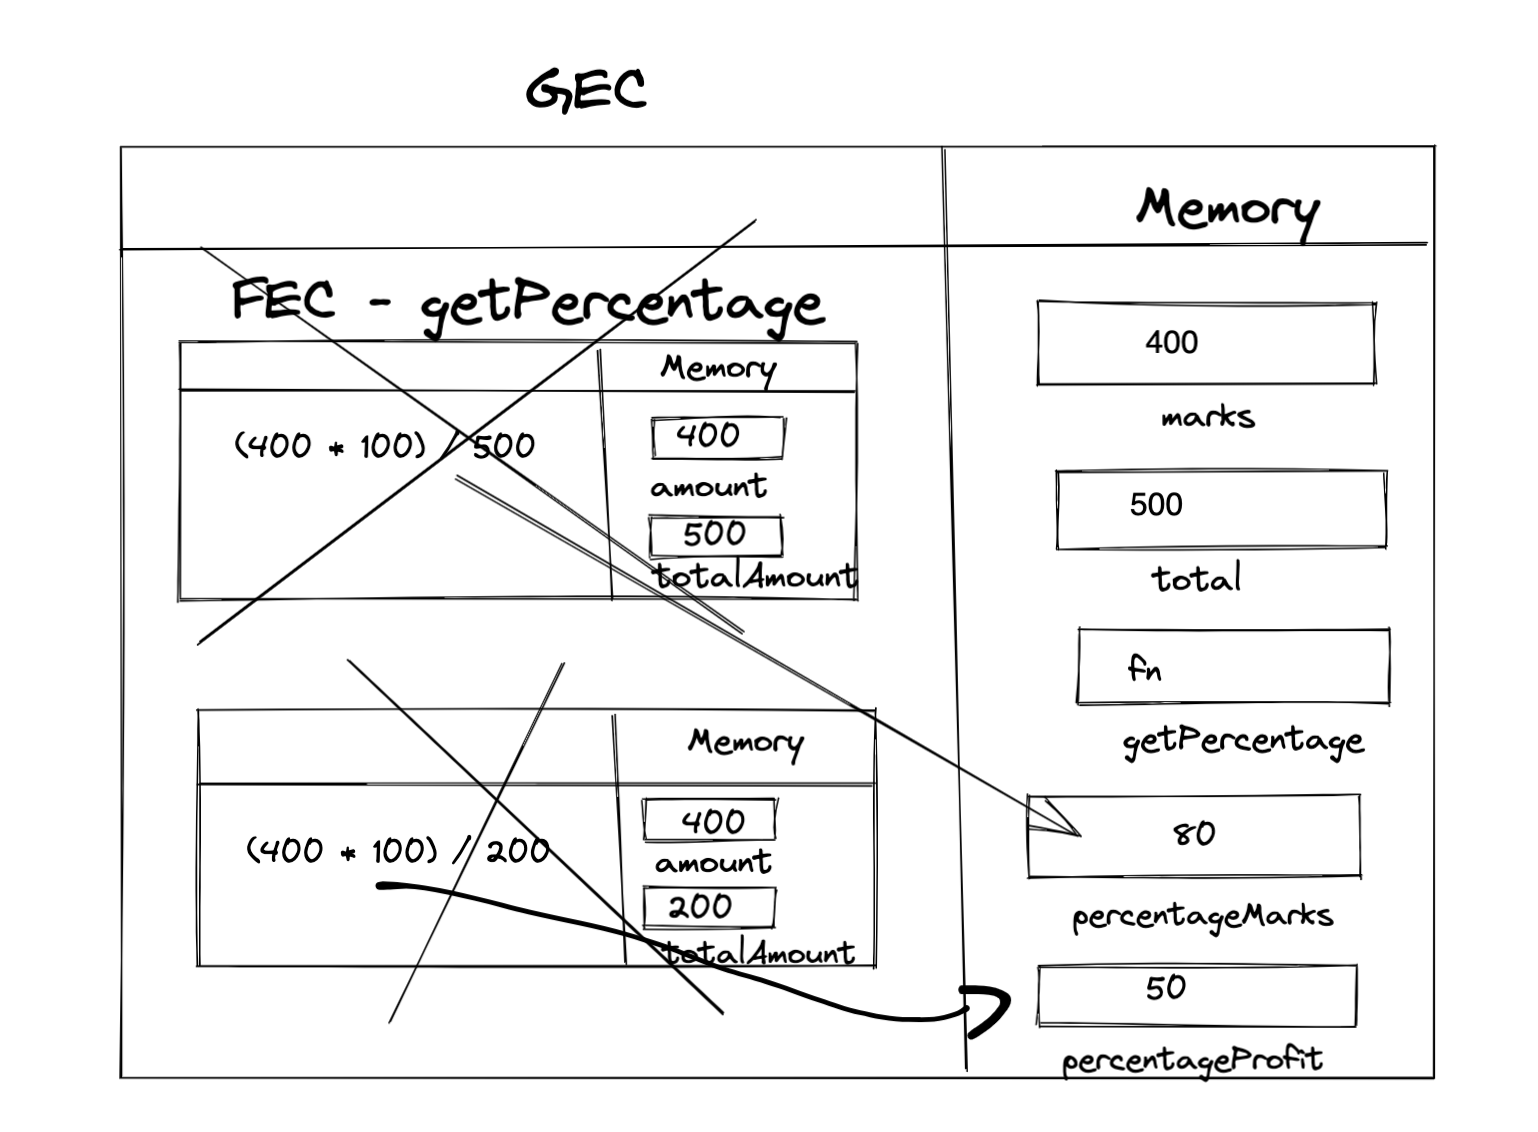 GEC
Memory
FEC - getPercentage
Memory
(400 * 100) / 500
400
amount
500
totalAmount
Memory
(400 * 100) / 200
400
amount
200
totalAmount
400
marks
500
total
fn
getPercentage
80
percentageMarks
50
percentageProfit